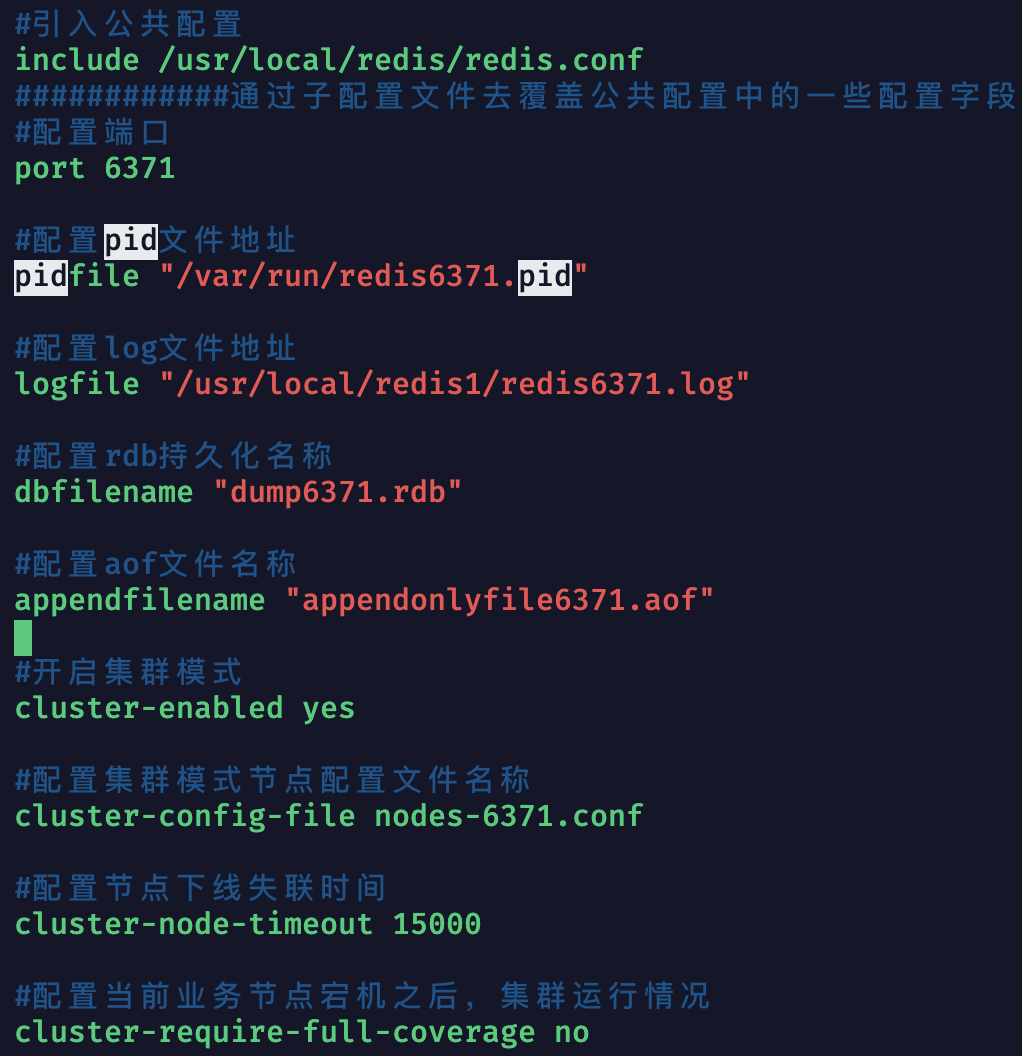 #引入公共配置
include /usr/local/redis/redis.conf
############通过子配置文件去覆盖公共配置中的一些配置字段
#配置端口
port 6371
#配置pid文件地址
pidfile "/var/run/redis6371.pid"
#配置log文件地址
logfile "/usr/local/redis1/redis6371.log"
#配置rdb持久化名称
dbfilename "dump6371.rdb"
#配置aof文件名称
appendfilename "appendonlyfile6371.aof"
#开启集群模式
cluster-enabled yes
#配置集群模式节点配置文件名称
cluster-config-file nodes-6371.conf
#配置节点下线失联时间
cluster-node-timeout 15000
#配置当前业务节点宕机之后，集群运行情况
cluster-require-full-coverage no